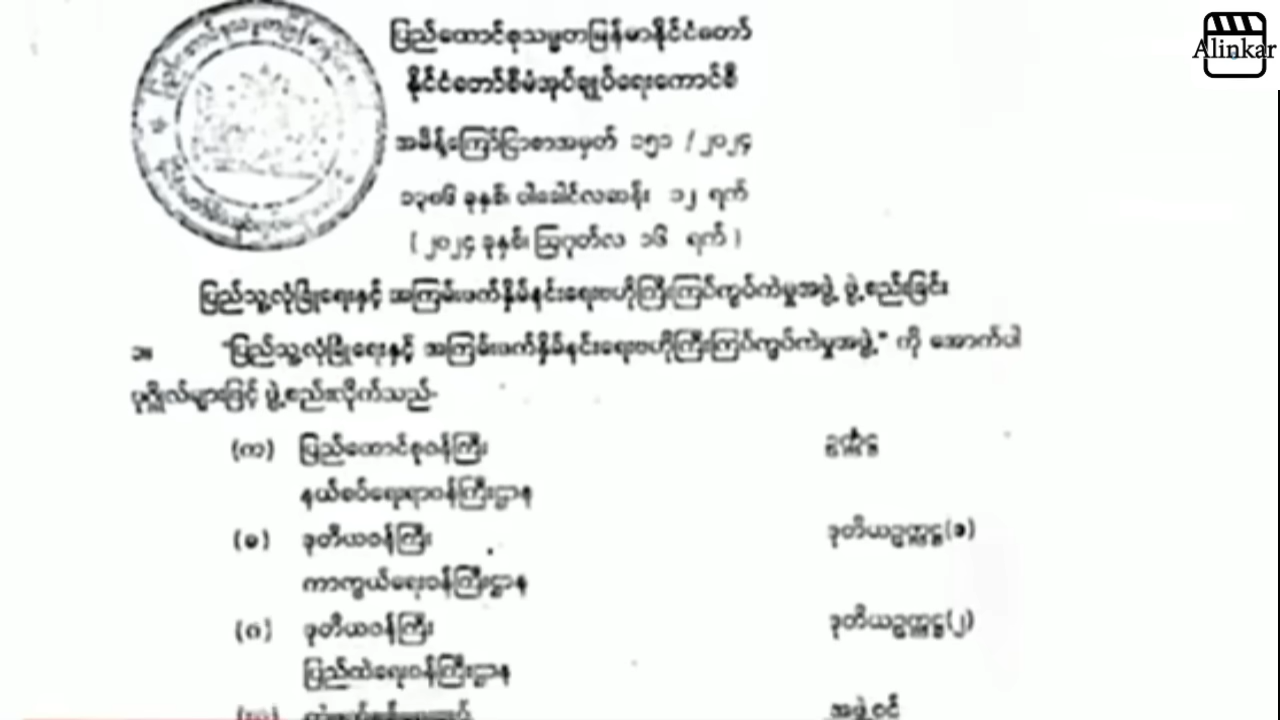 Alinkar
ပြည်ထောင်စုသမ္မတမြန်မာနိုင်ငံတော်
နိုင်ငံတော်စီမံအုပ်ချုပ်ရေးကောင်စီ
အမိန့်ကြော်ငြာစာအမှတ် ၁၅၁ /၂၀၂၄
၁၃၈၆ ခုနှစ်၊ ဝါခေါင်လဆန်း ၁၂ ရက်
( ၂၀၂၄ ခုနှစ်၊ ဩဂုတ်လ ၁၆ ရက် )
ပြည်သူ့လုံခြုံရေးနှင့် အကြမ်းဖက်နှိမ်နင်းရေးဗဟိုကြီးကြပ်ကွပ်ကဲမှုအဖွဲ့ ဖွဲ့စည်းခြင်း
၁။ "ပြည်သူ့လုံခြုံရေးနှင့် အကြမ်းဖက်နှိမ်နင်းရေးဗဟိုကြီးကြပ်ကွပ်ကဲမှုအဖွဲ့" ကို အောက်ပါ
ပုဂ္ဂိုလ်များဖြင့် ဖွဲ့စည်းလိုက်သည်-
(က) ပြည်ထောင်စုဝန်ကြီး ဥက္ကဋ္ဌ
နယ်စပ်ရေးရာဝန်ကြီးဌာန
(ခ) ဒုတိယဝန်ကြီး ဒုတိယဥက္ကဋ္ဌ(၁)
ကာကွယ်ရေးဝန်ကြီးဌာန
(ဂ) ဒုတိယဝန်ကြီး ဒုတိယဥက္ကဋ္ဌ(၂)
ပြည်ထဲရေးဝန်ကြီးဌာန
အဖွဲ့ဝင်